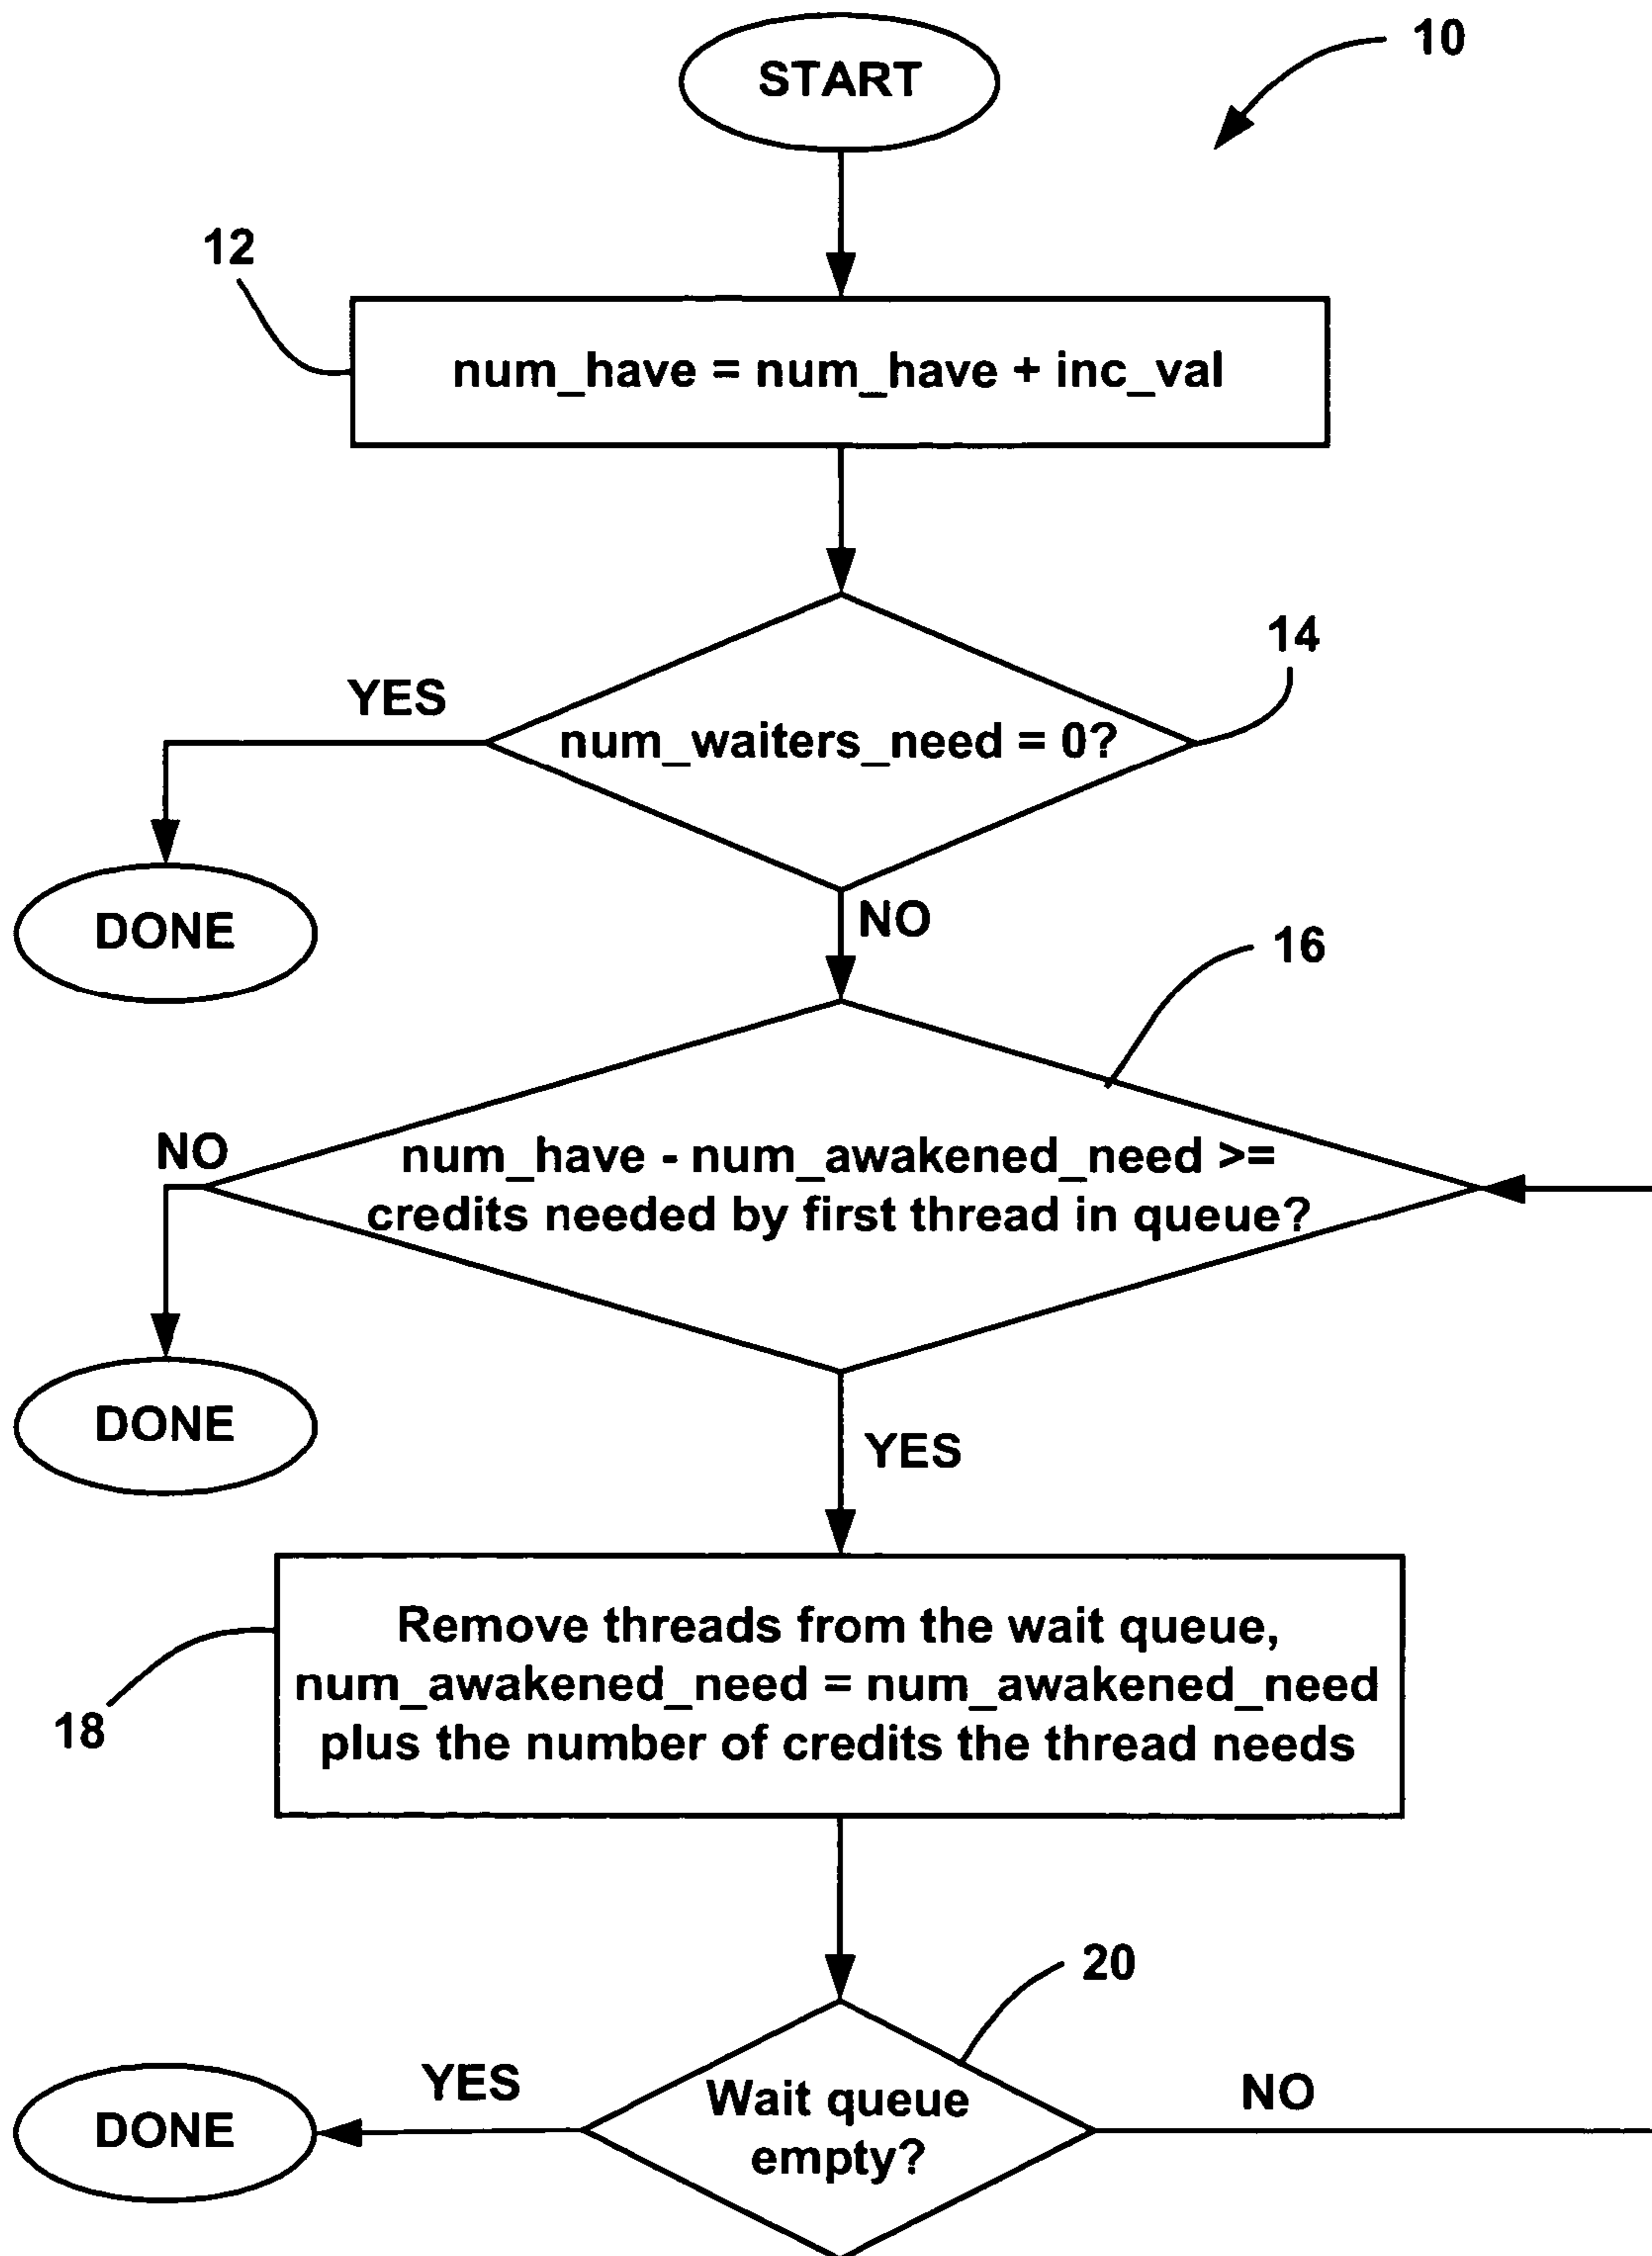 START
10
12
num_have = num_have + inc_val
14
YES
num_waiters_need = 0?
DONE
NO
16
NO
num_have - num_awakened_need >=
credits needed by first thread in queue?
DONE
YES
Remove threads from the wait queue,
num_awakened_need = num_awakened_need
plus the number of credits the thread needs
18
20
YES
NO
Wait queue
empty?
DONE